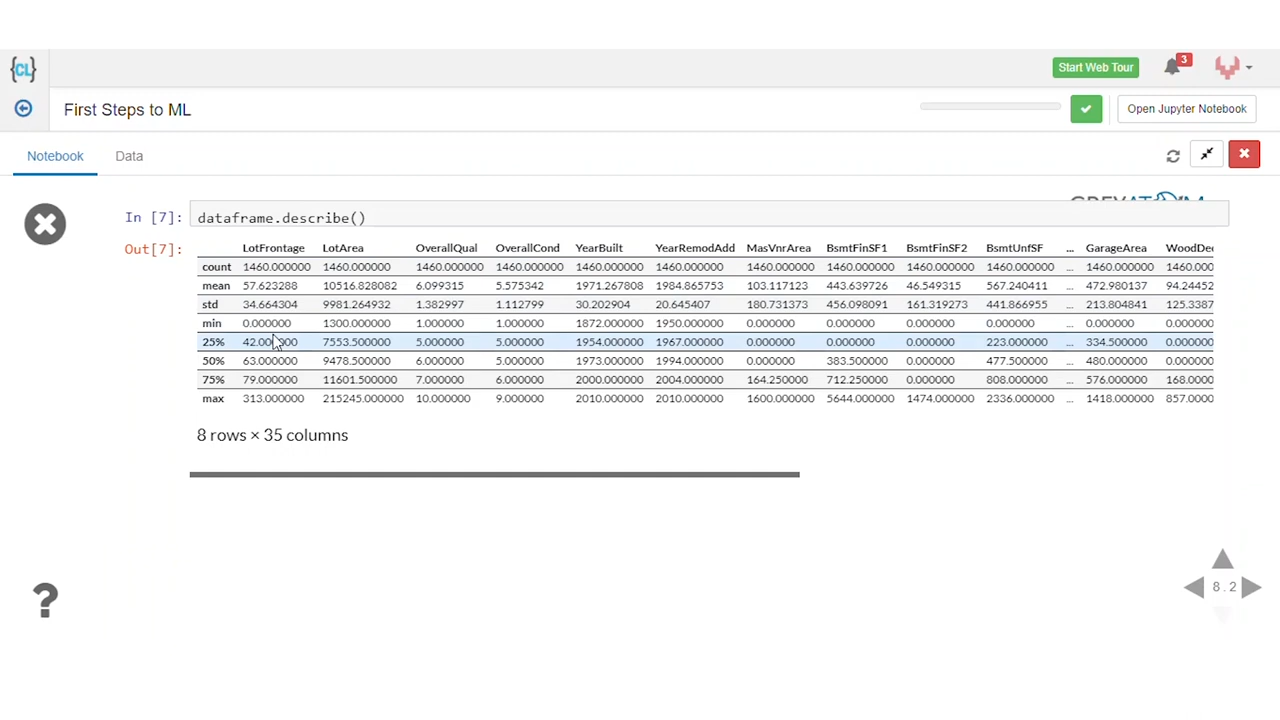 {CL}
Start Web Tour
3
First Steps to ML
Open Jupyter Notebook
Notebook Data
In [7]: dataframe.describe()
Out[7]:
LotFrontage LotArea OverallQual OverallCond YearBuilt YearRemodAdd MasVnrArea BsmtFinSF1 BsmtFinSF2 BsmtUnfSF ... GarageArea WoodDec
count 1460.000000 1460.000000 1460.000000 1460.000000 1460.000000 1460.000000 1460.000000 1460.000000 1460.000000 1460.000000 ... 1460.000000 1460.000
mean 57.623288 10516.828082 6.099315 5.575342 1971.267808 1984.865753 103.117123 443.639726 46.549315 567.240411 ... 472.980137 94.24452
std 34.664304 9981.264932 1.382997 1.112799 30.202904 20.645407 180.731373 456.098091 161.319273 441.866955 ... 213.804841 125.3387
min 0.000000 1300.000000 1.000000 1.000000 1872.000000 1950.000000 0.000000 0.000000 0.000000 0.000000 ... 0.000000 0.000000
25% 42.000000 7553.500000 5.000000 5.000000 1954.000000 1967.000000 0.000000 0.000000 0.000000 223.000000 ... 334.500000 0.000000
50% 63.000000 9478.500000 6.000000 5.000000 1973.000000 1994.000000 0.000000 383.500000 0.000000 477.500000 ... 480.000000 0.000000
75% 79.000000 11601.500000 7.000000 6.000000 2000.000000 2004.000000 164.250000 712.250000 0.000000 808.000000 ... 576.000000 168.0000
max 313.000000 215245.000000 10.000000 9.000000 2010.000000 2010.000000 1600.000000 5644.000000 1474.000000 2336.000000 ... 1418.000000 857.0000
8 rows × 35 columns
?
8.2